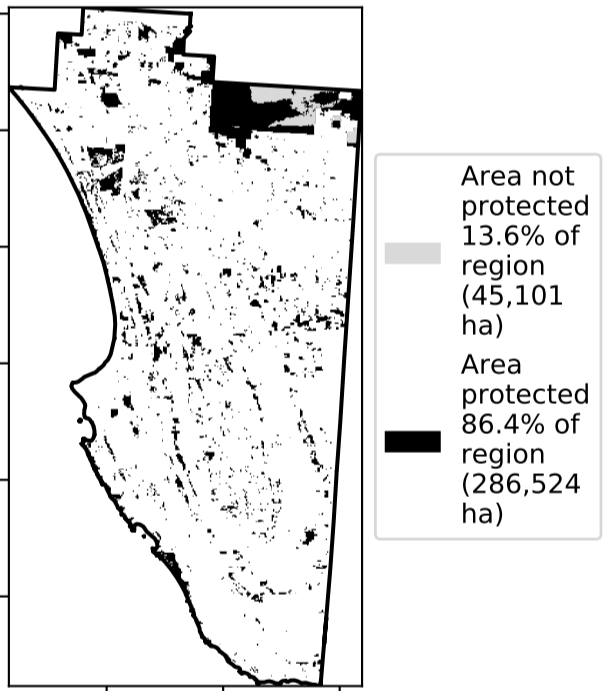 Area not
protected
13.6% of
region
(45,101
ha)
Area
protected
86.4% of
region
(286,524
ha)